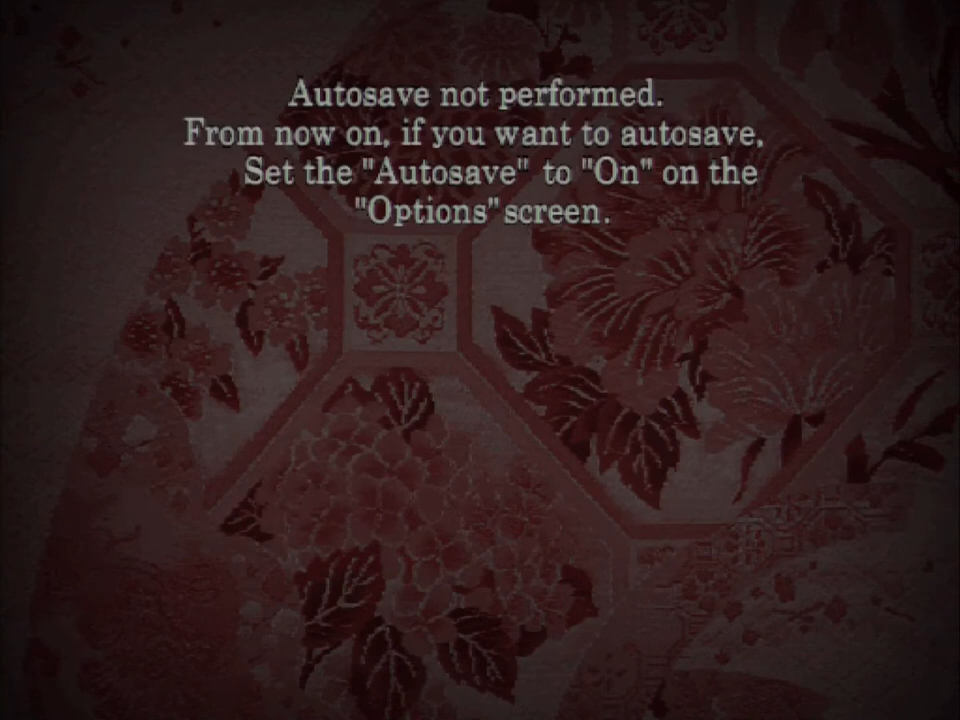 Autosave not performed.
From now on, if you want to autosave,
Set the "Autosave" to "On" on the
"Options" screen.